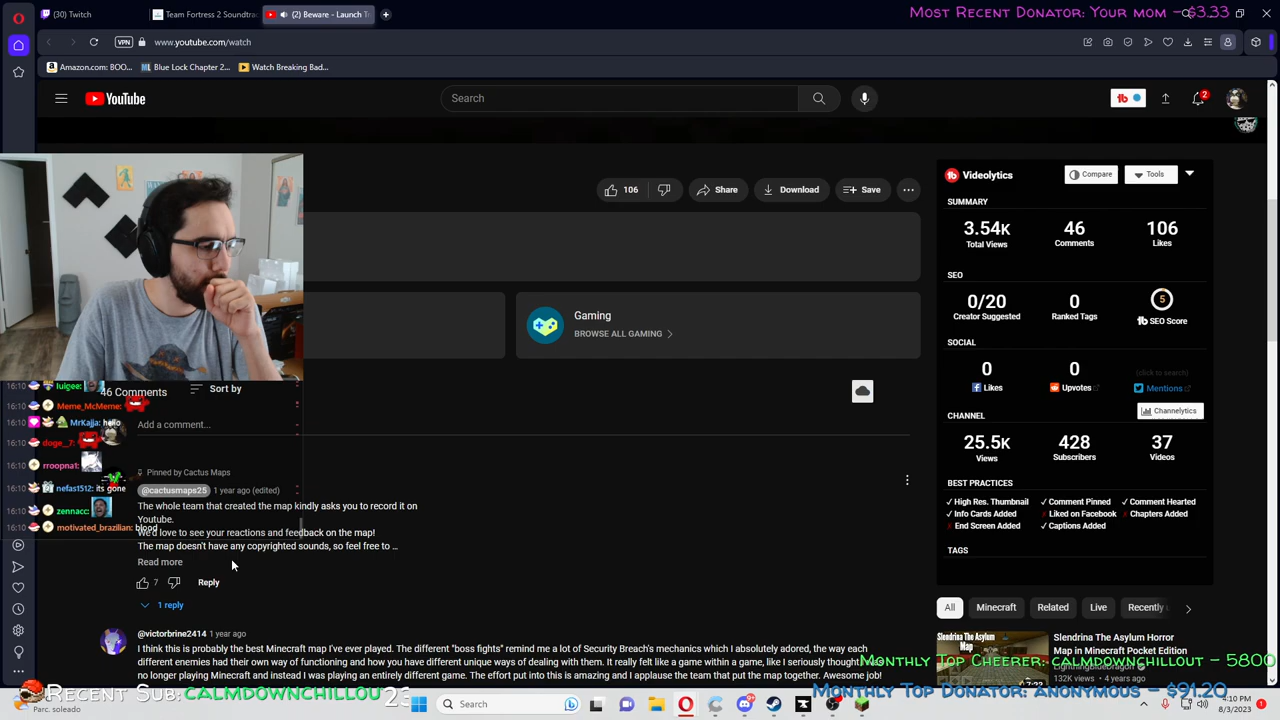 Most Recent Donator: Your mom - $3.33
(30) Twitch
Team Fortress 2 Soundtra
(2) Beware - Launch T
VPN
www.youtube.com/watch
Amazon.com: BOO...
Blue Lock Chapter 2...
Watch Breaking Bad...
YouTube
Search
2
106
Share
Download
Save
Videolytics
Compare
Tools
SUMMARY
3.54K
46
106
Total Views
Comments
Likes
SEO
0/20
0
5
Creator Suggested
Ranked Tags
SEO Score
SOCIAL
0
0
(click to search)
Likes
Upvotes
Mentions
CHANNEL
Channelytics
25.5K
428
37
Views
Subscribers
Videos
BEST PRACTICES
High Res. Thumbnail
Comment Pinned
Comment Hearted
Info Cards Added
Liked on Facebook
Chapters Added
End Screen Added
Captions Added
TAGS
Gaming
BROWSE ALL GAMING
46 Comments
Sort by
Add a comment...
16:10 luigee:
16:10 Meme_McMeme:
16:10 MrKajja: hello
16:10 doge__7:
16:10 rroopna1:
16:10 nefas1512: its gone
16:10 zennacc:
16:10 motivated_brazilian: blood
Pinned by Cactus Maps
@cactusmaps25 1 year ago (edited)
The whole team that created the map kindly asks you to record it on
Youtube.
We'd love to see your reactions and feedback on the map!
The map doesn't have any copyrighted sounds, so feel free to ...
Read more
7
Reply
1 reply
@victorbrine2414 1 year ago
I think this is probably the best Minecraft map I've ever played. The different "boss fights" remind me a lot of Security Breach's mechanics which I absolutely adored, the way each
different enemies had their own way of functioning and how you have different unique ways of dealing with them. It really felt like a game within a game, like I seriously thought I
no longer playing Minecraft and instead I was playing an entirely different game. The effort put into this is amazing and I applause the team that put the map together. Awesome job!
All
Minecraft
Related
Live
Recently
Slendrina The Asylum Horror
Map in Minecraft Pocket Edition
132K views • 4 years ago
7:23
Monthly Top Cheerer: calmdownchillout - 5800
Monthly Top Donator: anonymous - $91.20
Recent Sub: calmdownchillou
23
Parc. soleado
Search
4:10 PM
8/3/2023